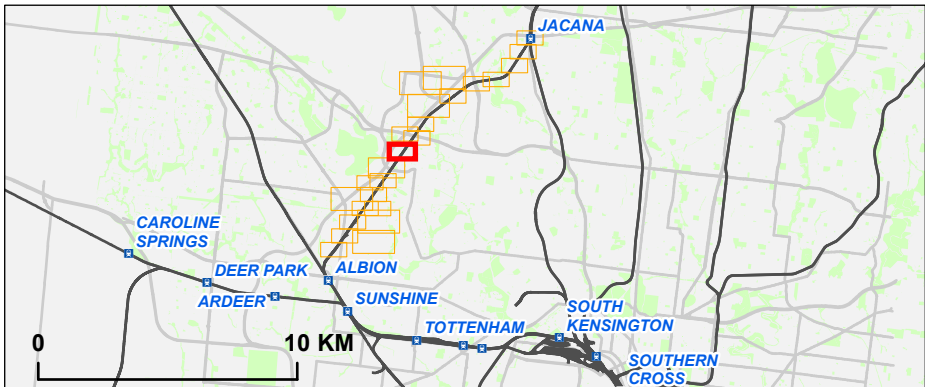 JACANA
CAROLINE
SPRINGS
DEER PARK
ALBION
ARDEER
SUNSHINE
SOUTH
KENSINGTON
TOTTENHAM
0
10 KM
SOUTHERN
CROSS